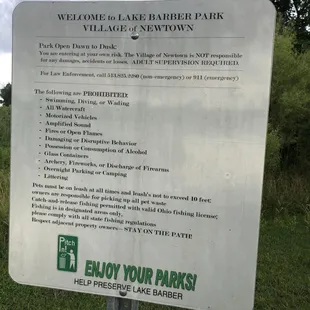 WELCOME TO LAKE BARBER PARK
VILLAGE OF NEWTOWN
Park Open Dawn to Dusk:
You are entering at your own risk. The Village of Newtown is NOT responsible
for any damages, accidents or losses. ADULT SUPERVISION REQUIRED.
For Law Enforcement, call 513.825.2280 (non-emergency) or 911 (emergency)
The following are PROHIBITED:
• Swimming, Diving, or Wading
• All Watercraft
• Motorized Vehicles
• Amplified Sound
• Fires or Open Flames
• Damaging or Disruptive Behavior
• Possession or Consumption of Alcohol
• Glass Containers
• Archery, Fireworks, or Discharge of Firearms
• Overnight Parking or Camping
• Littering
Pets must be on leash at all times and leash's not to exceed 10 feet;
owners are responsible for picking up all pet waste
Catch-and release fishing permitted with valid Ohio fishing license;
Fishing in designated areas only,
please comply with all state fishing regulations
Respect adjacent property owners—STAY ON THE PATH!
Pitch
In!
ENJOY YOUR PARKS!
HELP PRESERVE LAKE BARBER